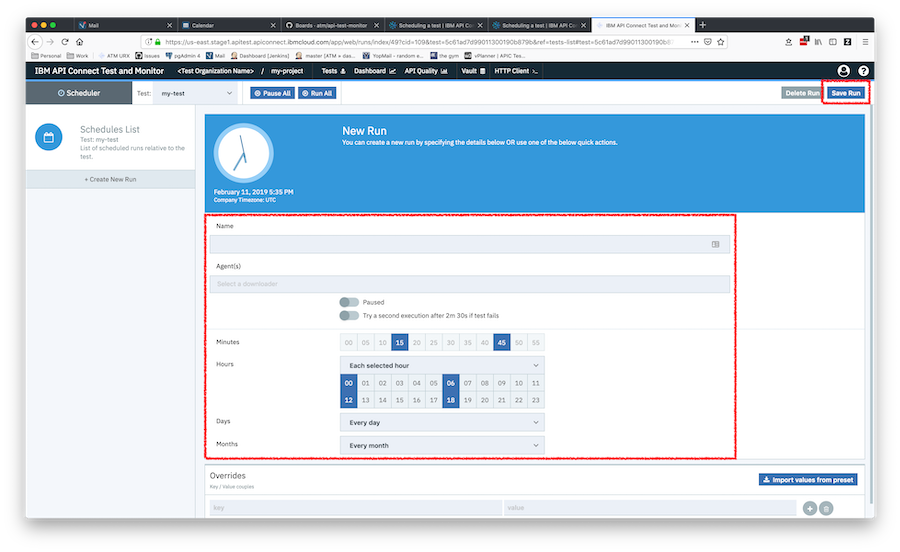 Mail
Calendar
Boards - atm/api-test-monitor
Scheduling a test | IBM API Co
Scheduling a test | IBM API Con
IBM API Connect Test and Moni
https://us-east.stage1.apitest.apiconnect.ibmcloud.com/app/web/runs/index/49?cid=109&test=5c61ad7d99011300190b879b&ref=tests-list#test=5c61ad7d99011300190b87
Personal
Work
ATM URX
Issues
pgAdmin 4
Mail
Dashboard [Jenkins]
master [ATM + das...
YopMail - random e...
the gym
vPlanner | APIC Tes...
IBM API Connect Test and Monitor
<Test Organization Name> / my-project
Tests
Dashboard
API Quality
Vault
HTTP Client
Scheduler
Test: my-test
Pause All
Run All
Delete Run
Save Run
Schedules List
Test: my-test
List of scheduled runs relative to the
test.
+ Create New Run
New Run
You can create a new run by specifying the details below OR use one of the below quick actions.
February 11, 2019 5:35 PM
Company Timezone: UTC
Name
Agent(s)
Select a downloader
Paused
Try a second execution after 2m 30s if test fails
Minutes
00 05 10 15 20 25 30 35 40 45 50 55
Hours
Each selected hour
00 01 02 03 04 05 06 07 08 09 10 11
12 13 14 15 16 17 18 19 20 21 22 23
Days
Every day
Months
Every month
Overrides
Key / Value couples
Import values from preset
key
value